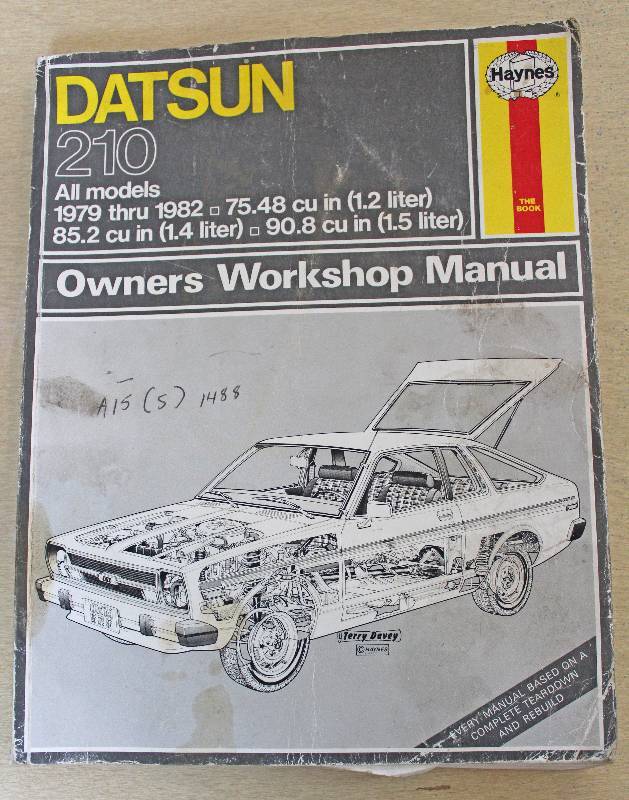 DATSUN
210
All models
1979 thru 1982 □ 75.48 cu in (1.2 liter)
85.2 cu in (1.4 liter) □ 90.8 cu in (1.5 liter)
Haynes
®
THE
BOOK
Owners Workshop Manual
A15 (5) 1488
Terry Davey
© HAYNES
EVERY MANUAL BASED ON A
COMPLETE TEARDOWN
AND REBUILD